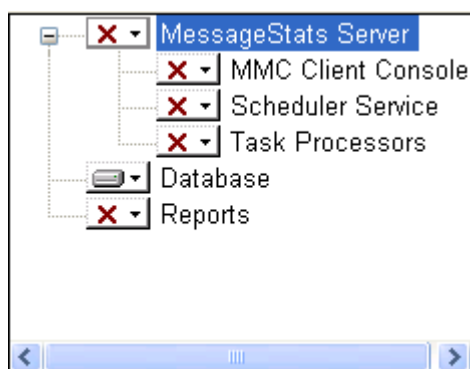 MessageStats Server
MMC Client Console
Scheduler Service
Task Processors
Database
Reports